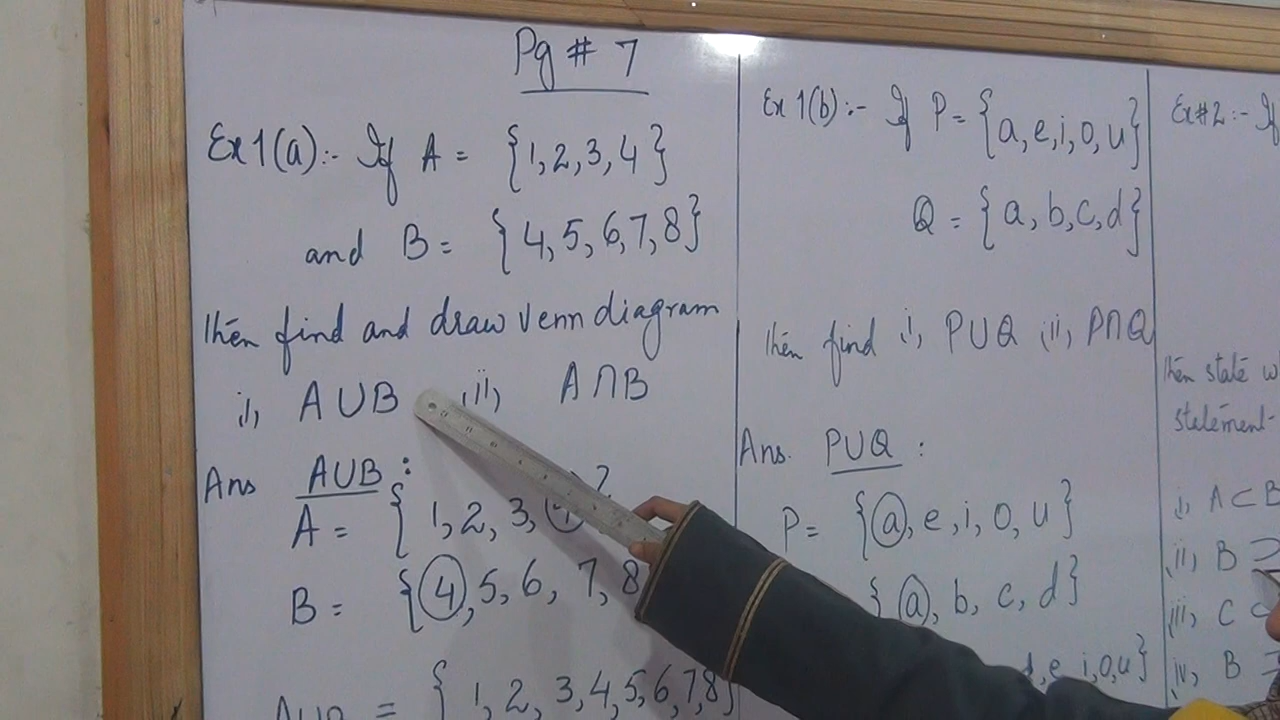 Pg # 7
Ex 1(a):- If A = {1, 2, 3, 4}
and B = {4, 5, 6, 7, 8}
then find and draw venn diagram
i, A∪B ii, A∩B
Ans A∪B :
A = { 1, 2, 3, 4 }
B = {4, 5, 6, 7, 8
A∪B = { 1, 2, 3, 4, 5, 6, 7, 8}
Ex 1(b):- If P = {a, e, i, o, u}
Q = {a, b, c, d}
then find i, P∪Q ii, P∩Q
Ans. P∪Q :
P = {a, e, i, o, u}
{a, b, c, d}
d, e, i, o, u}
Ex#2:- If
then state
statement-
i, A ⊂ B
ii, B ⊃
iii, C ⊂
iv, B ⊃